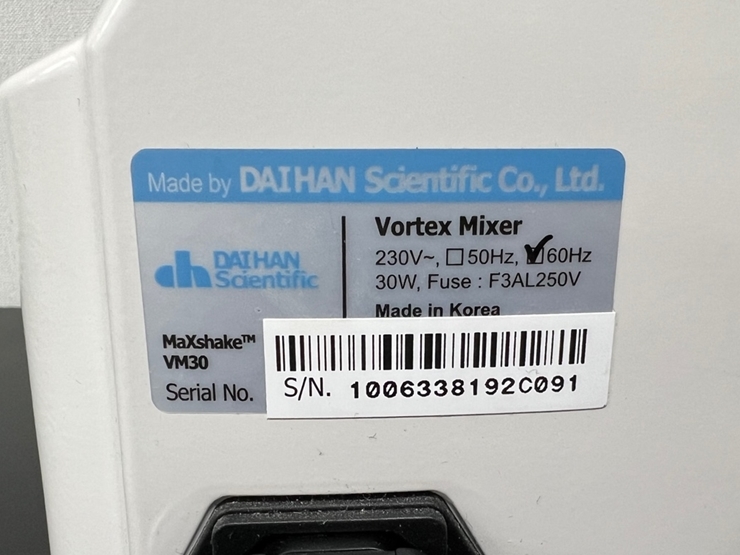 Made by DAIHAN Scientific Co., Ltd.
dh DAIHAN Scientific
Vortex Mixer
230V~, ☐50Hz, ☑60Hz
30W, Fuse : F3AL250V
Made in Korea
MaXshake™
VM30
Serial No.
S/N. 1006338192C091